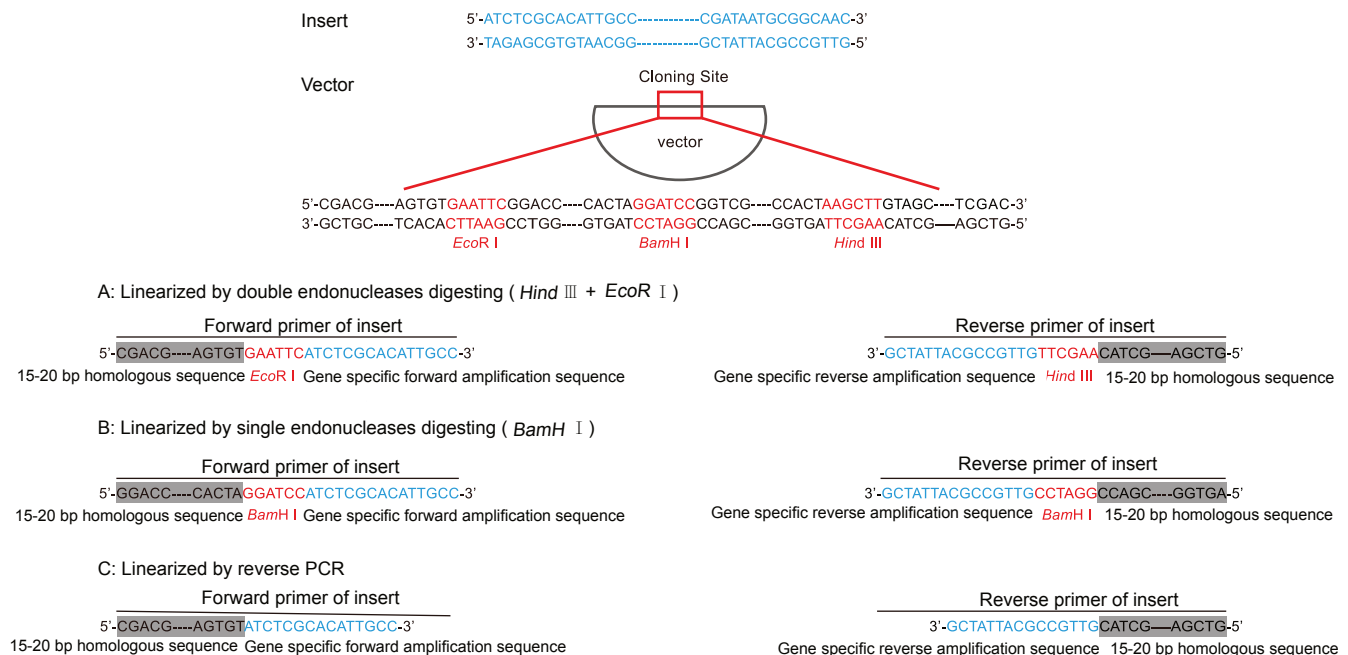 Insert
5'-ATCTCGCACATTGCC------------CGATAATGCGGCAAC-3'
3'-TAGAGCGTGTAACGG------------GCTATTACGCCGTTG-5'
Vector
Cloning Site
vector
5'-CGACG----AGTGTGAATTCGGACC----CACTAGGATCCGGTCG----CCACTAAGCTTGTAGC----TCGAC-3'
3'-GCTGC----TCACACTTAAGCCTGG----GTGATCCTAGGCCAGC----GGTGATTCGAACATCG──AGCTG-5'
EcoR I BamH I Hind III
A: Linearized by double endonucleases digesting ( Hind Ⅲ + EcoR Ⅰ )
Forward primer of insert Reverse primer of insert
5'-CGACG----AGTGTGAATTCATCTCGCACATTGCC-3' 3'-GCTATTACGCCGTTGTTCGAACATCG──AGCTG-5'
15-20 bp homologous sequence EcoR I Gene specific forward amplification sequence Gene specific reverse amplification sequence Hind III 15-20 bp homologous sequence
B: Linearized by single endonucleases digesting ( BamH Ⅰ )
Forward primer of insert Reverse primer of insert
5'-GGACC----CACTAGGATCCATCTCGCACATTGCC-3' 3'-GCTATTACGCCGTTGCCTAGGCCAGC----GGTGA-5'
15-20 bp homologous sequence BamH I Gene specific forward amplification sequence Gene specific reverse amplification sequence BamH I 15-20 bp homologous sequence
C: Linearized by reverse PCR
Forward primer of insert Reverse primer of insert
5'-CGACG----AGTGTATCTCGCACATTGCC-3' 3'-GCTATTACGCCGTTGCATCG──AGCTG-5'
15-20 bp homologous sequence Gene specific forward amplification sequence Gene specific reverse amplification sequence 15-20 bp homologous sequence